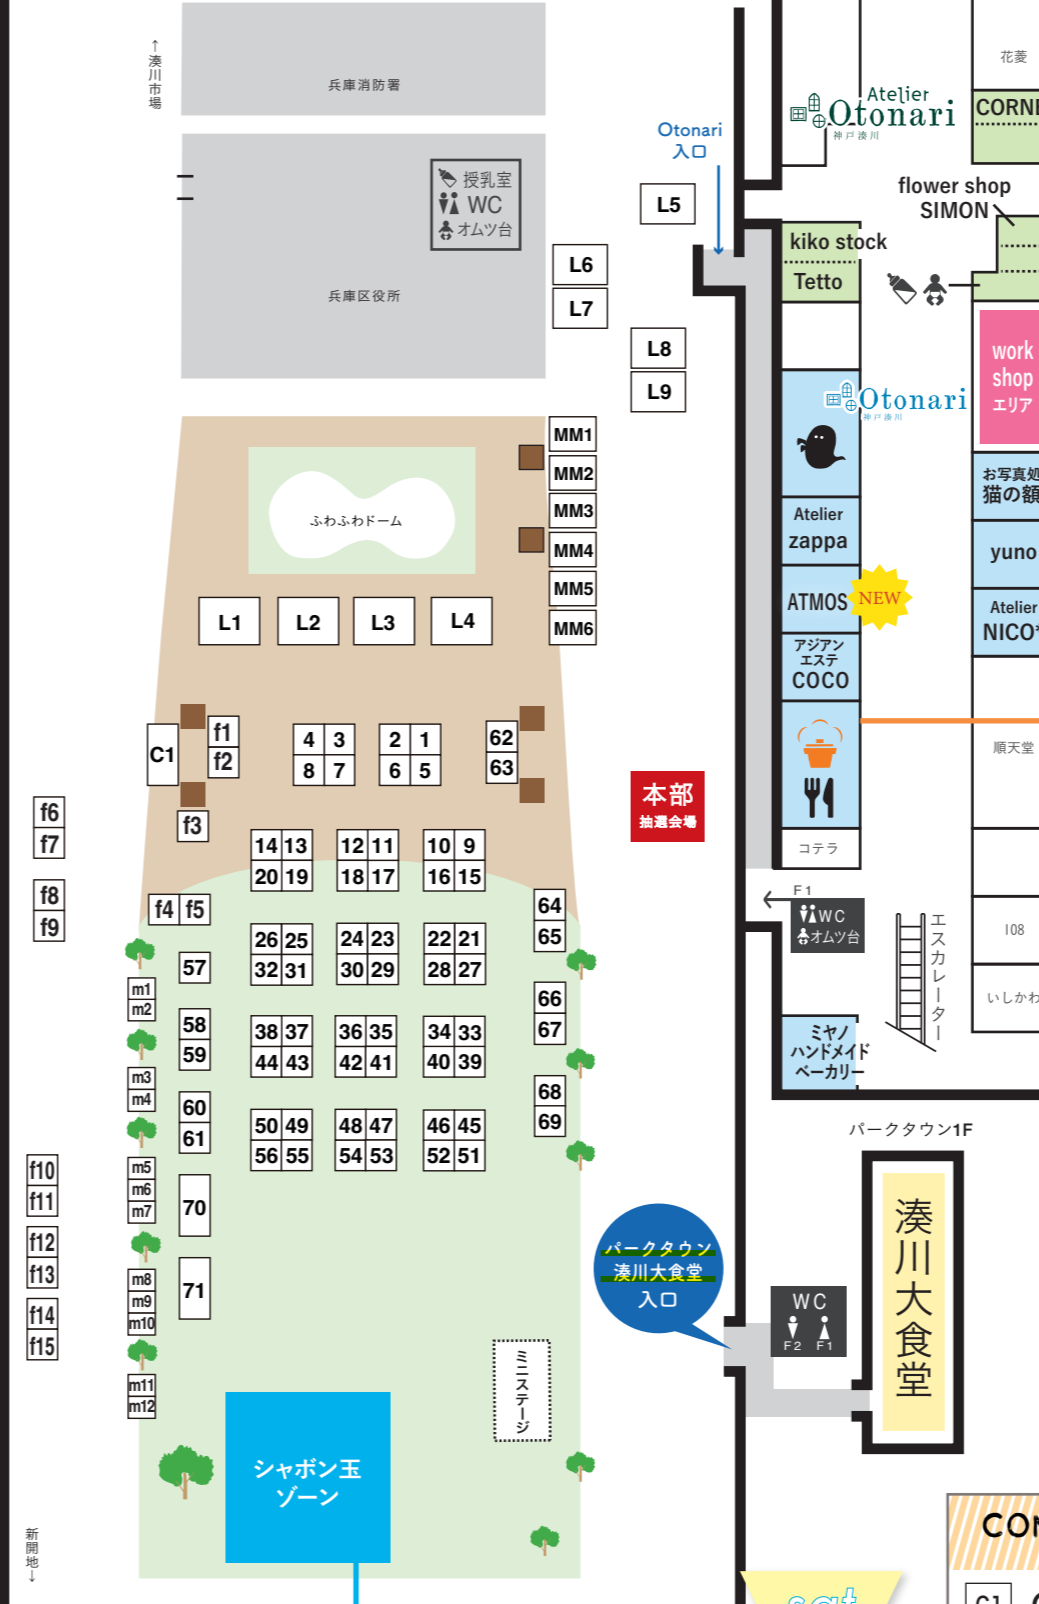 ↑湊川市場
兵庫消防署
授乳室
WC
オムツ台
兵庫区役所
Otonari
入口
L5
L6
L7
L8
L9
Atelier
Otonari
神戸湊川
花菱
CORNE
flower shop
SIMON
kiko stock
Tetto
work
shop
エリア
Otonari
神戸湊川
お写真処
猫の額
Atelier
zappa
yuno
ATMOS
NEW
Atelier
NICO*
アジアン
エステ
COCO
順天堂
コテラ
F1
WC
オムツ台
エスカレーター
108
いしかわ
ミヤノ
ハンドメイド
ベーカリー
ふわふわドーム
MM1
MM2
MM3
MM4
MM5
MM6
L1 L2 L3 L4
C1
f1
f2
f3
4 3
8 7
2 1
6 5
62
63
本部
抽選会場
f6
f7
f8
f9
f4 f5
14 13
20 19
12 11
18 17
10 9
16 15
64
65
57
26 25
32 31
24 23
30 29
22 21
28 27
66
67
m1
m2
58
59
38 37
44 43
36 35
42 41
34 33
40 39
68
69
m3
m4
60
61
50 49
56 55
48 47
54 53
46 45
52 51
f10
f11
f12
f13
f14
f15
m5
m6
m7
70
m8
m9
m10
71
m11
m12
ミニステージ
シャボン玉
ゾーン
新開地↓
パークタウン
湊川大食堂
入口
パークタウン1F
湊川大食堂
WC
F2 F1
sat
CON
C1